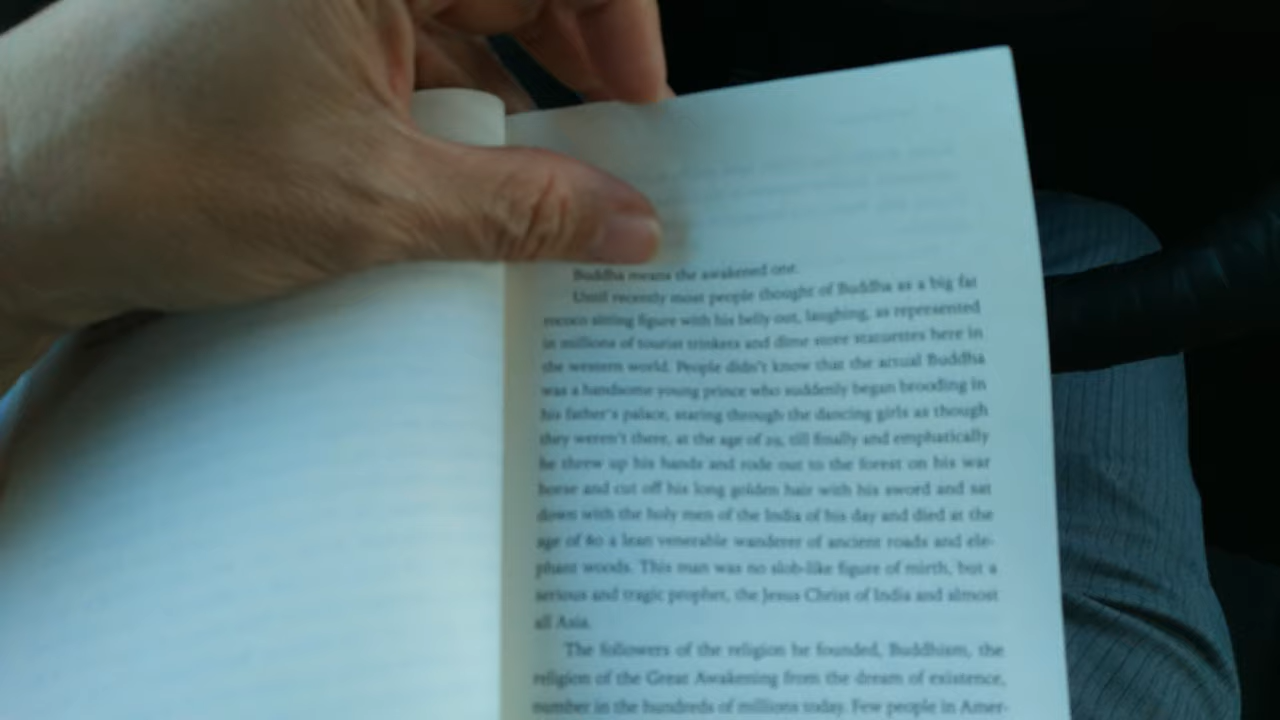 Buddha means the awakened one.
Until recently most people thought of Buddha as a big fat
rococo sitting figure with his belly out, laughing, as represented
in millions of tourist trinkets and dime store statuettes here in
the western world. People didn't know that the actual Buddha
was a handsome young prince who suddenly began brooding in
his father's palace, staring through the dancing girls as though
they weren't there, at the age of 29, till finally and emphatically
he threw up his hands and rode out to the forest on his war
horse and cut off his long golden hair with his sword and sat
down with the holy men of the India of his day and died at the
age of 80 a lean venerable wanderer of ancient roads and ele-
phant woods. This man was no slob-like figure of mirth, but a
serious and tragic prophet, the Jesus Christ of India and almost
all Asia.
The followers of the religion he founded, Buddhism, the
religion of the Great Awakening from the dream of existence,
number in the hundreds of millions today. Few people in Amer-